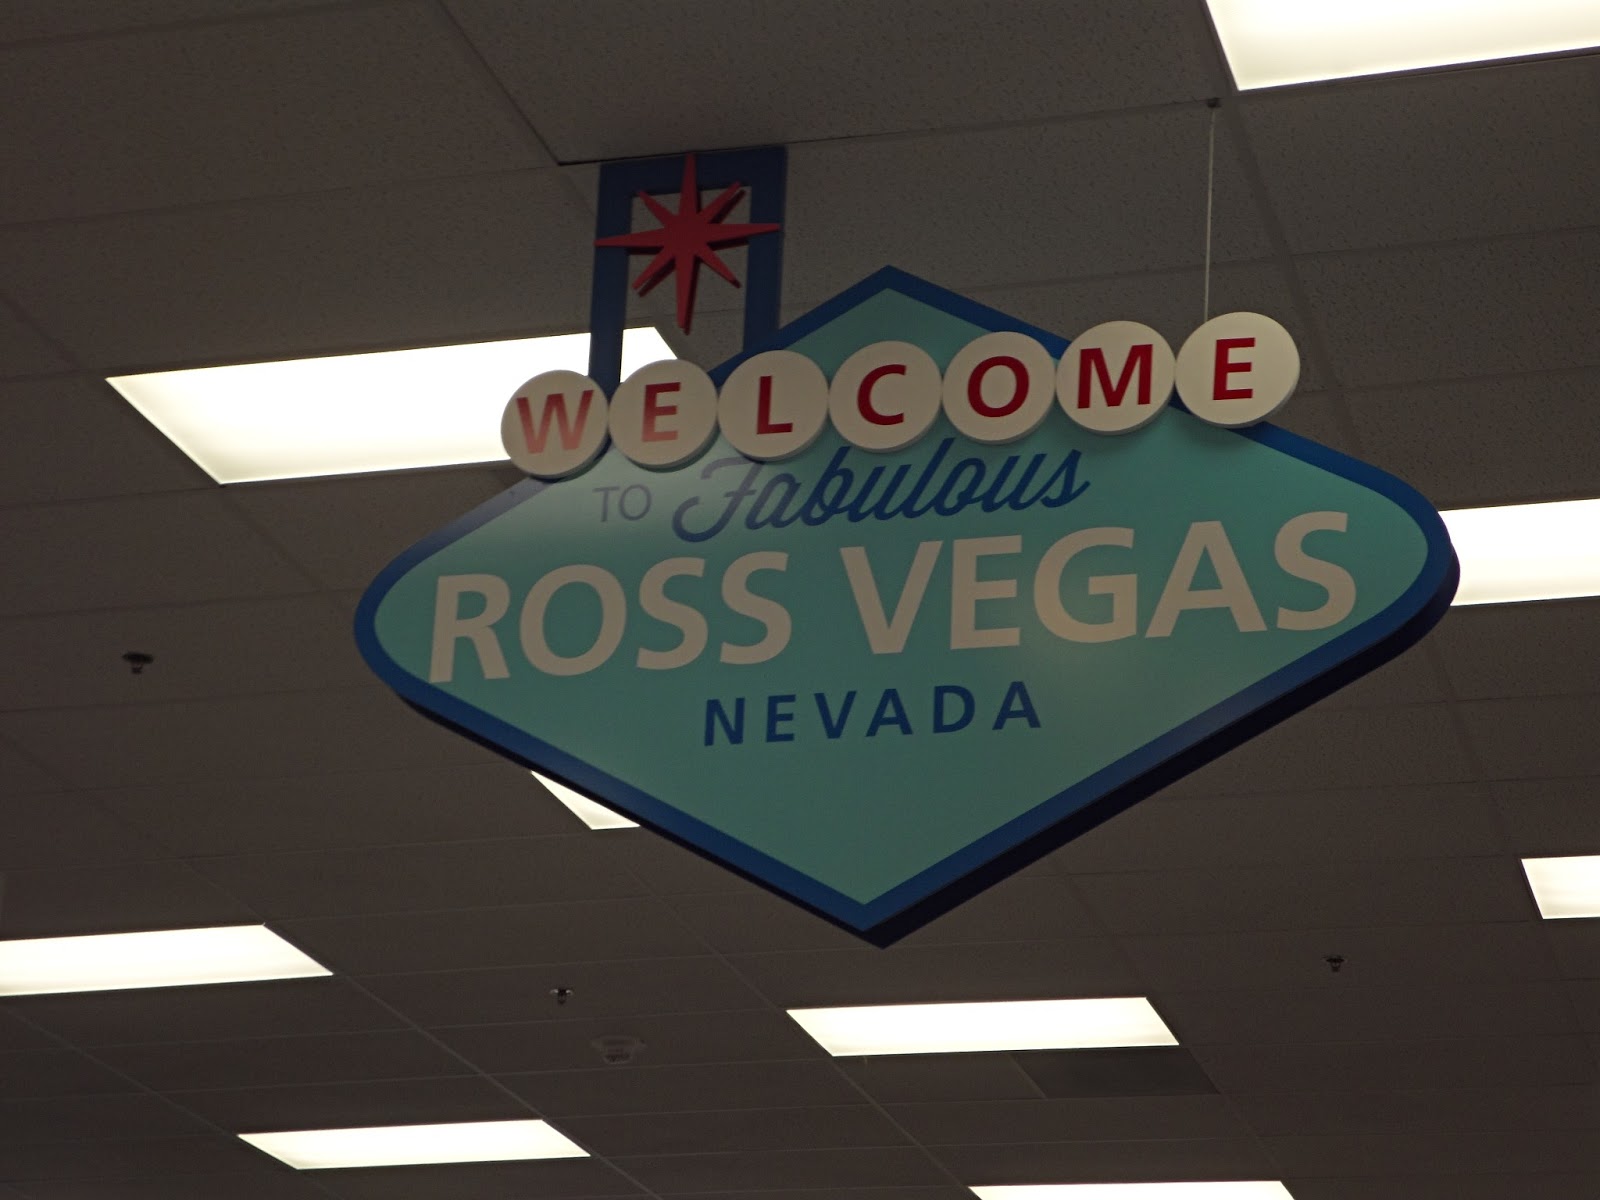 WELCOME
TO Fabulous
ROSS VEGAS
NEVADA